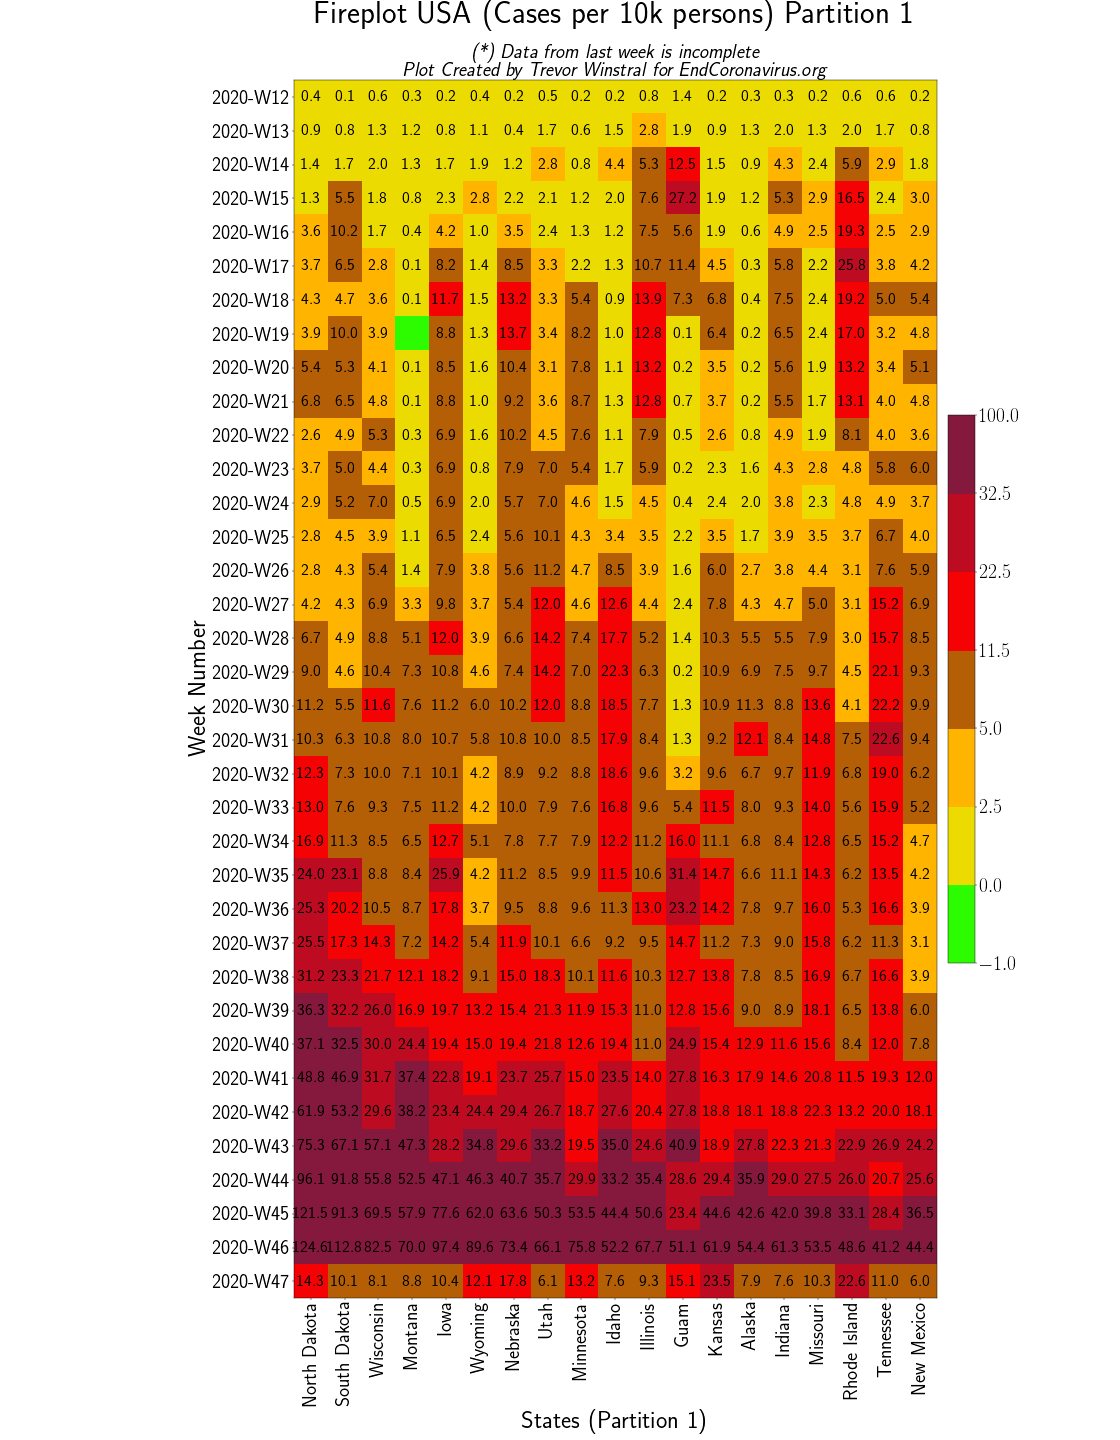 Fireplot USA (Cases per 10k persons) Partition 1
(*) Data from last week is incomplete
Plot Created by Trevor Winstral for EndCoronavirus.org
2020-W12 0.4 0.1 0.6 0.3 0.2 0.4 0.2 0.5 0.2 0.2 0.8 1.4 0.2 0.3 0.3 0.2 0.6 0.6 0.2
2020-W13 0.9 0.8 1.3 1.2 0.8 1.1 0.4 1.7 0.6 1.5 2.8 1.9 0.9 1.3 2.0 1.3 2.0 1.7 0.8
2020-W14 1.4 1.7 2.0 1.3 1.7 1.9 1.2 2.8 0.8 4.4 5.3 12.5 1.5 0.9 4.3 2.4 5.9 2.9 1.8
2020-W15 1.3 5.5 1.8 0.8 2.3 2.8 2.2 2.1 1.2 2.0 7.6 27.2 1.9 1.2 5.3 2.9 16.5 2.4 3.0
2020-W16 3.6 10.2 1.7 0.4 4.2 1.0 3.5 2.4 1.3 1.2 7.5 5.6 1.9 0.6 4.9 2.5 19.3 2.5 2.9
2020-W17 3.7 6.5 2.8 0.1 8.2 1.4 8.5 3.3 2.2 1.3 10.7 11.4 4.5 0.3 5.8 2.2 25.8 3.8 4.2
2020-W18 4.3 4.7 3.6 0.1 11.7 1.5 13.2 3.3 5.4 0.9 13.9 7.3 6.8 0.4 7.5 2.4 19.2 5.0 5.4
2020-W19 3.9 10.0 3.9 8.8 1.3 13.7 3.4 8.2 1.0 12.8 0.1 6.4 0.2 6.5 2.4 17.0 3.2 4.8
2020-W20 5.4 5.3 4.1 0.1 8.5 1.6 10.4 3.1 7.8 1.1 13.2 0.2 3.5 0.2 5.6 1.9 13.2 3.4 5.1
2020-W21 6.8 6.5 4.8 0.1 8.8 1.0 9.2 3.6 8.7 1.3 12.8 0.7 3.7 0.2 5.5 1.7 13.1 4.0 4.8
2020-W22 2.6 4.9 5.3 0.3 6.9 1.6 10.2 4.5 7.6 1.1 7.9 0.5 2.6 0.8 4.9 1.9 8.1 4.0 3.6
2020-W23 3.7 5.0 4.4 0.3 6.9 0.8 7.9 7.0 5.4 1.7 5.9 0.2 2.3 1.6 4.3 2.8 4.8 5.8 6.0
2020-W24 2.9 5.2 7.0 0.5 6.9 2.0 5.7 7.0 4.6 1.5 4.5 0.4 2.4 2.0 3.8 2.3 4.8 4.9 3.7
2020-W25 2.8 4.5 3.9 1.1 6.5 2.4 5.6 10.1 4.3 3.4 3.5 2.2 3.5 1.7 3.9 3.5 3.7 6.7 4.0
2020-W26 2.8 4.3 5.4 1.4 7.9 3.8 5.6 11.2 4.7 8.5 3.9 1.6 6.0 2.7 3.8 4.4 3.1 7.6 5.9
2020-W27 4.2 4.3 6.9 3.3 9.8 3.7 5.4 12.0 4.6 12.6 4.4 2.4 7.8 4.3 4.7 5.0 3.1 15.2 6.9
2020-W28 6.7 4.9 8.8 5.1 12.0 3.9 6.6 14.2 7.4 17.7 5.2 1.4 10.3 5.5 5.5 7.9 3.0 15.7 8.5
2020-W29 9.0 4.6 10.4 7.3 10.8 4.6 7.4 14.2 7.0 22.3 6.3 0.2 10.9 6.9 7.5 9.7 4.5 22.1 9.3
2020-W30 11.2 5.5 11.6 7.6 11.2 6.0 10.2 12.0 8.8 18.5 7.7 1.3 10.9 11.3 8.8 13.6 4.1 22.2 9.9
2020-W31 10.3 6.3 10.8 8.0 10.7 5.8 10.8 10.0 8.5 17.9 8.4 1.3 9.2 12.1 8.4 14.8 7.5 22.6 9.4
2020-W32 12.3 7.3 10.0 7.1 10.1 4.2 8.9 9.2 8.8 18.6 9.6 3.2 9.6 6.7 9.7 11.9 6.8 19.0 6.2
2020-W33 13.0 7.6 9.3 7.5 11.2 4.2 10.0 7.9 7.6 16.8 9.6 5.4 11.5 8.0 9.3 14.0 5.6 15.9 5.2
2020-W34 16.9 11.3 8.5 6.5 12.7 5.1 7.8 7.7 7.9 12.2 11.2 16.0 11.1 6.8 8.4 12.8 6.5 15.2 4.7
2020-W35 24.0 23.1 8.8 8.4 25.9 4.2 11.2 8.5 9.9 11.5 10.6 31.4 14.7 6.6 11.1 14.3 6.2 13.5 4.2
2020-W36 25.3 20.2 10.5 8.7 17.8 3.7 9.5 8.8 9.6 11.3 13.0 23.2 14.2 7.8 9.7 16.0 5.3 16.6 3.9
2020-W37 25.5 17.3 14.3 7.2 14.2 5.4 11.9 10.1 6.6 9.2 9.5 14.7 11.2 7.3 9.0 15.8 6.2 11.3 3.1
2020-W38 31.2 23.3 21.7 12.1 18.2 9.1 15.0 18.3 10.1 11.6 10.3 12.7 13.8 7.8 8.5 16.9 6.7 16.6 3.9
2020-W39 36.3 32.2 26.0 16.9 19.7 13.2 15.4 21.3 11.9 15.3 11.0 12.8 15.6 9.0 8.9 18.1 6.5 13.8 6.0
2020-W40 37.1 32.5 30.0 24.4 19.4 15.0 19.4 21.8 12.6 19.4 11.0 24.9 15.4 12.9 11.6 15.6 8.4 12.0 7.8
2020-W41 48.8 46.9 31.7 37.4 22.8 19.1 23.7 25.7 15.0 23.5 14.0 27.8 16.3 17.9 14.6 20.8 11.5 19.3 12.0
2020-W42 61.9 53.2 29.6 38.2 23.4 24.4 29.4 26.7 18.7 27.6 20.4 27.8 18.8 18.1 18.8 22.3 13.2 20.0 18.1
2020-W43 75.3 67.1 57.1 47.3 28.2 34.8 29.6 33.2 19.5 35.0 24.6 40.9 18.9 27.8 22.3 21.3 22.9 26.9 24.2
2020-W44 96.1 91.8 55.8 52.5 47.1 46.3 40.7 35.7 29.9 33.2 35.4 28.6 29.4 35.9 29.0 27.5 26.0 20.7 25.6
2020-W45 121.5 91.3 69.5 57.9 77.6 62.0 63.6 50.3 53.5 44.4 50.6 23.4 44.6 42.6 42.0 39.8 33.1 28.4 36.5
2020-W46 124.6 112.8 82.5 70.0 97.4 89.6 73.4 66.1 75.8 52.2 67.7 51.1 61.9 54.4 61.3 53.5 48.6 41.2 44.4
2020-W47 14.3 10.1 8.1 8.8 10.4 12.1 17.8 6.1 13.2 7.6 9.3 15.1 23.5 7.9 7.6 10.3 22.6 11.0 6.0
Week Number
North Dakota
South Dakota
Wisconsin
Montana
Iowa
Wyoming
Nebraska
Utah
Minnesota
Idaho
Illinois
Guam
Kansas
Alaska
Indiana
Missouri
Rhode Island
Tennessee
New Mexico
States (Partition 1)
100.0
32.5
22.5
11.5
5.0
2.5
0.0
−1.0